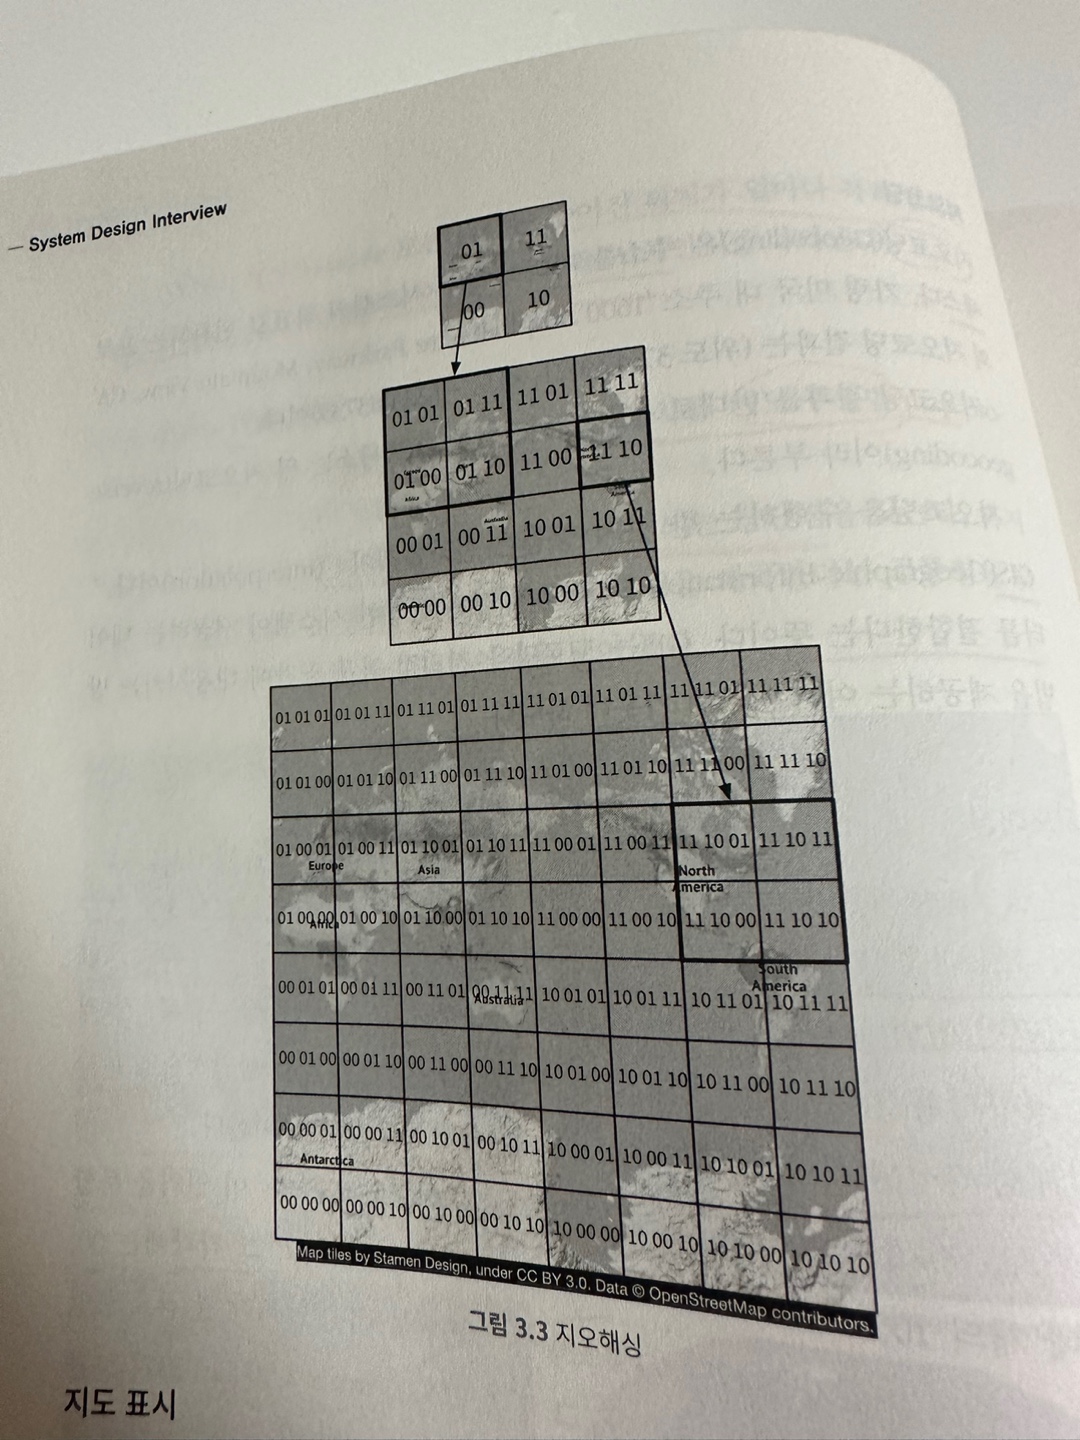 — System Design Interview
01 11
00 10
01 01 01 11 11 01 11 11
01 00 01 10 11 00 11 10
Africa
Australia
South America
00 01 00 11 10 01 10 11
00 00 00 10 10 00 10 10
01 01 01 01 01 11 01 11 01 01 11 11 11 01 01 11 01 11 11 11 01 11 11 11
01 01 00 01 01 10 01 11 00 01 11 10 11 01 00 11 01 10 11 11 00 11 11 10
01 00 01 01 00 11 01 10 01 01 10 11 11 00 01 11 00 11 11 10 01 11 10 11
Europe Asia North
America
01 00 00 01 00 10 01 10 00 01 10 10 11 00 00 11 00 10 11 10 00 11 10 10
Africa
South
America
00 01 01 00 01 11 00 11 01 00 11 11 10 01 01 10 01 11 10 11 01 10 11 11
Australia
00 01 00 00 01 10 00 11 00 00 11 10 10 01 00 10 01 10 10 11 00 10 11 10
00 00 01 00 00 11 00 10 01 00 10 11 10 00 01 10 00 11 10 10 01 10 10 11
Antarctica
00 00 00 00 00 10 00 10 00 00 10 10 10 00 00 10 00 10 10 10 00 10 10 10
Map tiles by Stamen Design, under CC BY 3.0. Data © OpenStreetMap contributors.
그림 3.3 지오해싱
지도 표시